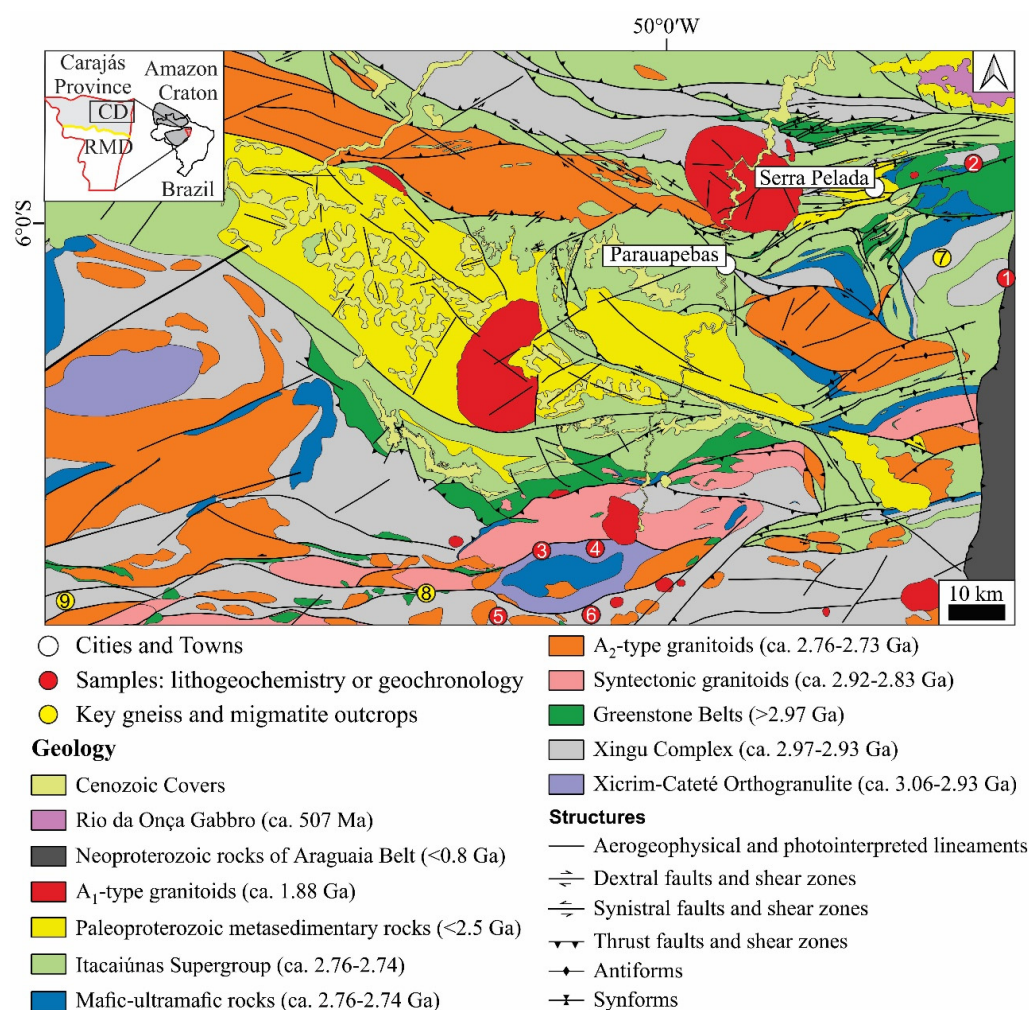 50°0′W
Carajás
Province
Amazon
Craton
CD
RMD
Brazil
6°0′S
Serra Pelada
Parauapebas
2
7
1
3
4
5
6
8
9
10 km
Cities and Towns
Samples: lithogeochemistry or geochronology
Key gneiss and migmatite outcrops
Geology
Cenozoic Covers
Rio da Onça Gabbro (ca. 507 Ma)
Neoproterozoic rocks of Araguaia Belt (<0.8 Ga)
A₁-type granitoids (ca. 1.88 Ga)
Paleoproterozoic metasedimentary rocks (<2.5 Ga)
Itacaiúnas Supergroup (ca. 2.76-2.74)
Mafic-ultramafic rocks (ca. 2.76-2.74 Ga)
A₂-type granitoids (ca. 2.76-2.73 Ga)
Syntectonic granitoids (ca. 2.92-2.83 Ga)
Greenstone Belts (>2.97 Ga)
Xingu Complex (ca. 2.97-2.93 Ga)
Xicrim-Cateté Orthogranulite (ca. 3.06-2.93 Ga)
Structures
Aerogeophysical and photointerpreted lineaments
Dextral faults and shear zones
Synistral faults and shear zones
Thrust faults and shear zones
Antiforms
Synforms